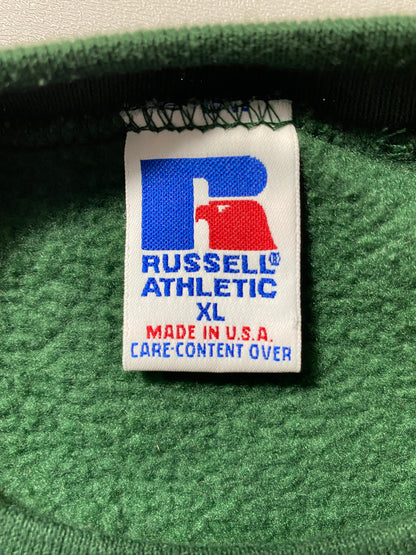 RUSSELL®
ATHLETIC
XL
MADE IN U.S.A.
CARE-CONTENT OVER